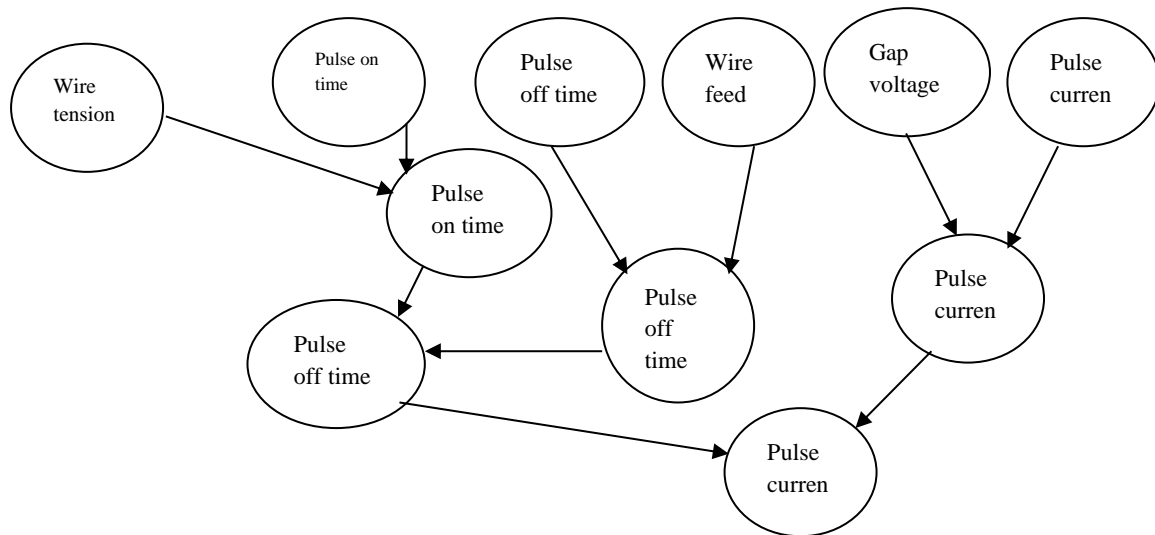 Wire
tension
Pulse on
time
Pulse
off time
Wire
feed
Gap
voltage
Pulse
curren
Pulse
on time
Pulse
off
time
Pulse
curren
Pulse
off time
Pulse
curren